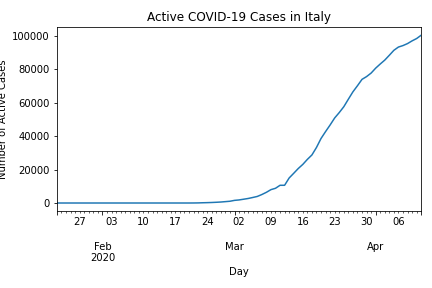 Active COVID-19 Cases in Italy
100000
80000
60000
40000
20000
0
Number of Active Cases
27 03 10 17 24 02 09 16 23 30 06
Feb Mar Apr
2020
Day